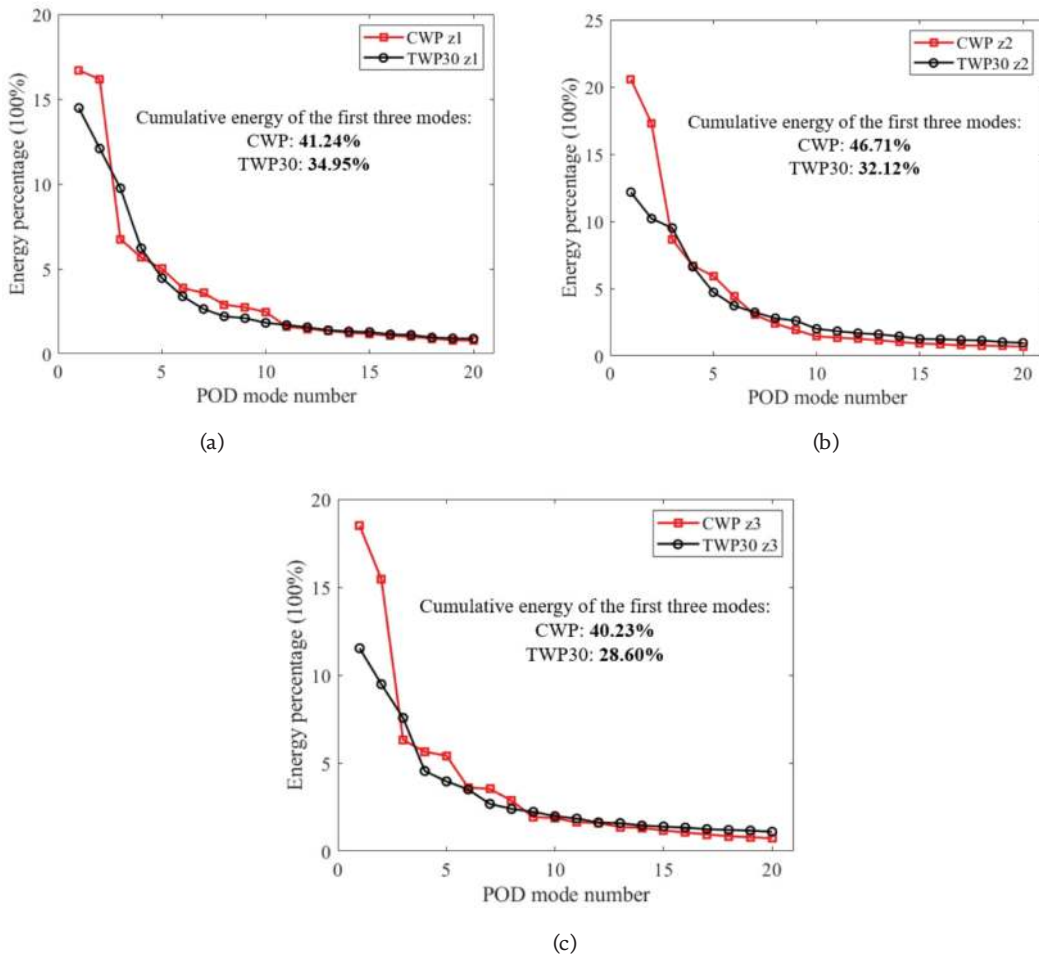 20
15
10
5
0
0
5
10
15
20
Energy percentage (100%)
POD mode number
CWP z1
TWP30 z1
Cumulative energy of the first three modes:
CWP: 41.24%
TWP30: 34.95%
(a)
25
20
15
10
5
0
0
5
10
15
20
Energy percentage (100%)
POD mode number
CWP z2
TWP30 z2
Cumulative energy of the first three modes:
CWP: 46.71%
TWP30: 32.12%
(b)
20
15
10
5
0
0
5
10
15
20
Energy percentage (100%)
POD mode number
CWP z3
TWP30 z3
Cumulative energy of the first three modes:
CWP: 40.23%
TWP30: 28.60%
(c)